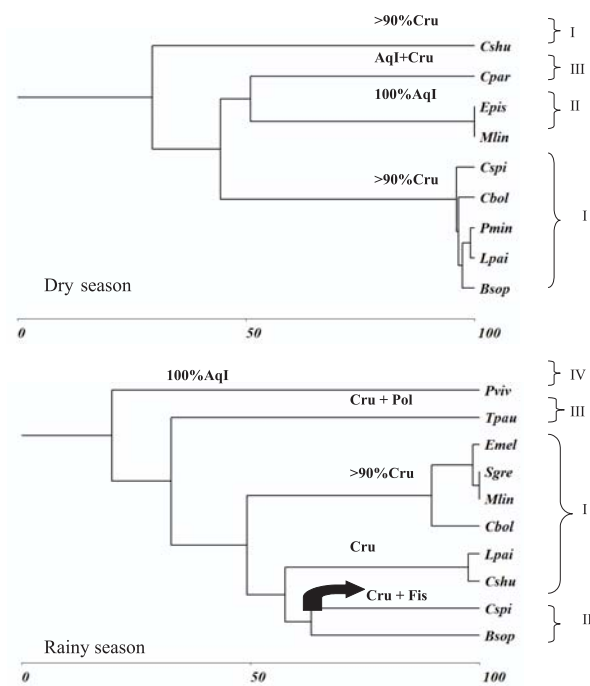 >90%Cru
I
Cshu
AqI+Cru
III
Cpar
100%AqI
Epis
II
Mlin
Cspi
>90%Cru
Cbol
I
Pmin
Lpai
Dry season
Bsop
0 50 100
100%AqI
IV
Pviv
Cru + Pol
III
Tpau
Emel
>90%Cru
Sgre
Mlin
I
Cbol
Cru
Lpai
Cshu
Cru + Fis
Cspi
II
Bsop
Rainy season
0 50 100